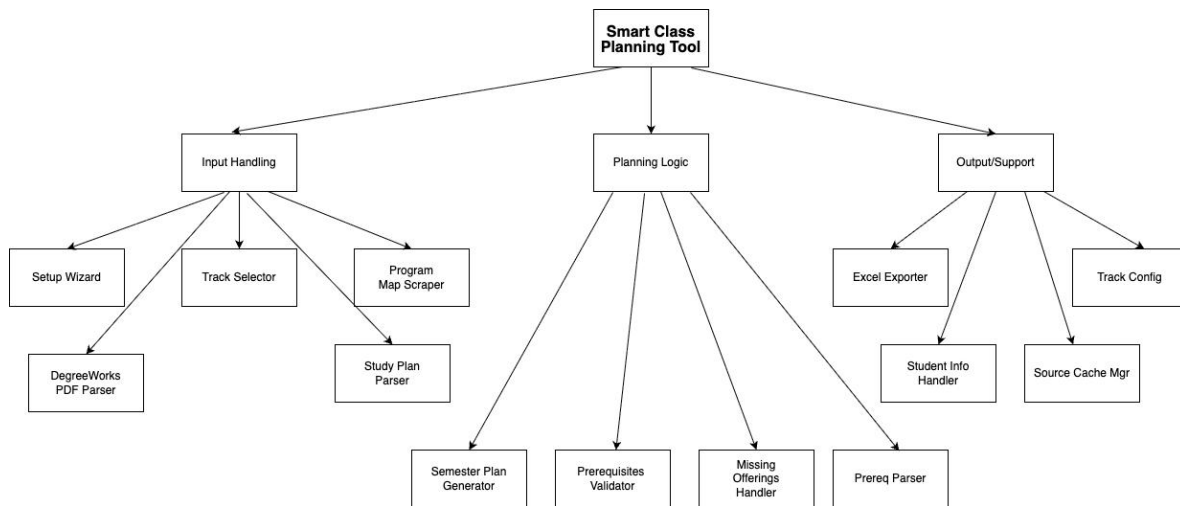 Smart Class
Planning Tool
Input Handling
Planning Logic
Output/Support
Setup Wizard
Track Selector
Program
Map Scraper
Excel Exporter
Track Config
DegreeWorks
PDF Parser
Study Plan
Parser
Student Info
Handler
Source Cache Mgr
Semester Plan
Generator
Prerequisites
Validator
Missing
Offerings
Handler
Prereq Parser